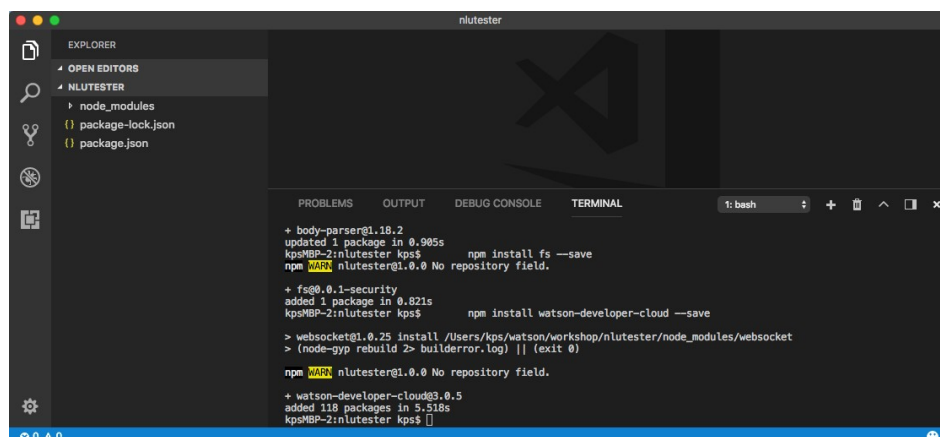 nlutester
EXPLORER
OPEN EDITORS
NLUTESTER
node_modules
{} package-lock.json
{} package.json
PROBLEMS OUTPUT DEBUG CONSOLE TERMINAL 1: bash
+ body-parser@1.18.2
updated 1 package in 0.905s
kpsMBP-2:nlutester kps$ npm install fs --save
npm WARN nlutester@1.0.0 No repository field.
+ fs@0.0.1-security
added 1 package in 0.821s
kpsMBP-2:nlutester kps$ npm install watson-developer-cloud --save
> websocket@1.0.25 install /Users/kps/watson/workshop/nlutester/node_modules/websocket
> (node-gyp rebuild 2> builderror.log) || (exit 0)
npm WARN nlutester@1.0.0 No repository field.
+ watson-developer-cloud@3.0.5
added 118 packages in 5.518s
kpsMBP-2:nlutester kps$
0 0